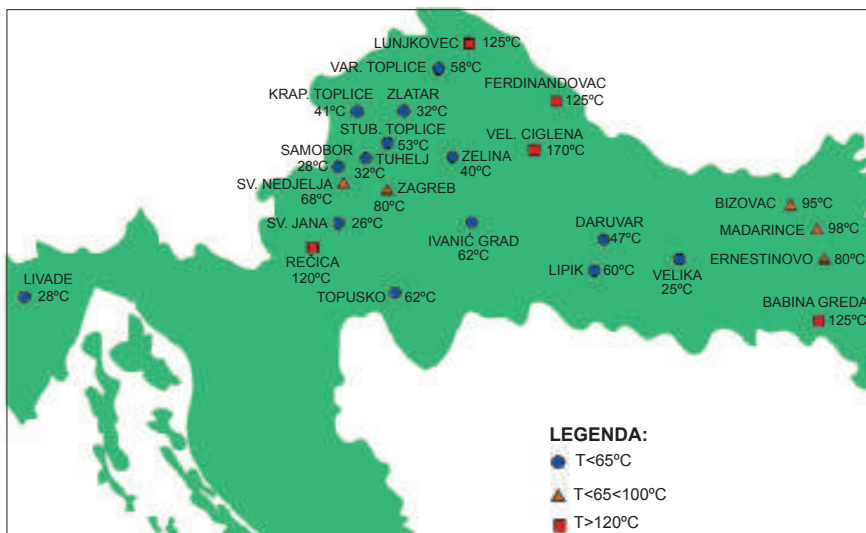 LUNJKOVEC 125ºC
VAR. TOPLICE 58ºC
FERDINANDOVAC
125ºC
KRAP. TOPLICE
41ºC
ZLATAR
32ºC
STUB. TOPLICE
53ºC
VEL. CIGLENA
170ºC
SAMOBOR
28ºC
TUHELJ
32ºC
ZELINA
40ºC
SV. NEDJELJA
68ºC
ZAGREB
80ºC
BIZOVAC 95ºC
SV. JANA 26ºC
IVANIĆ GRAD
62ºC
DARUVAR
47ºC
MADARINCE 98ºC
REČICA
120ºC
LIPIK 60ºC
VELIKA
25ºC
ERNESTINOVO 80ºC
LIVADE
28ºC
TOPUSKO 62ºC
BABINA GREDA
125ºC
LEGENDA:
T<65ºC
T<65<100ºC
T>120ºC